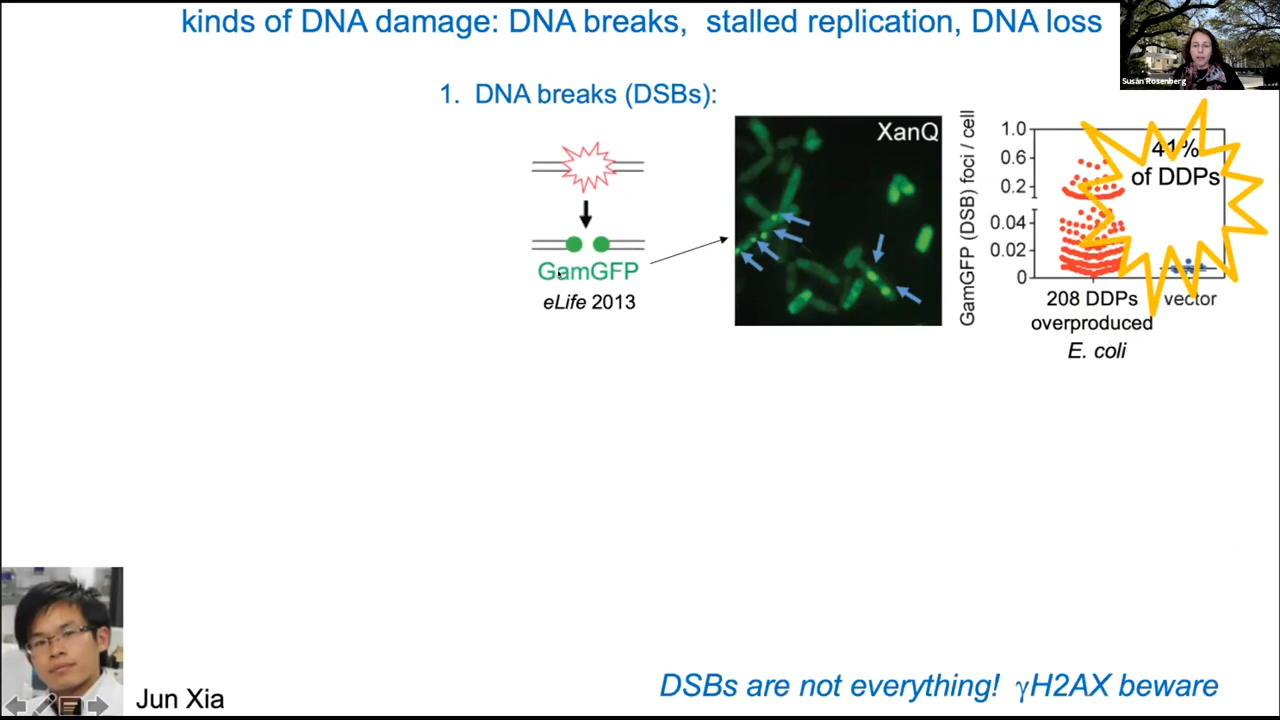 kinds of DNA damage: DNA breaks, stalled replication, DNA loss
Susan Rosenberg
1. DNA breaks (DSBs):
GamGFP
eLife 2013
XanQ
GamGFP (DSB) foci / cell
1.0
0.6
0.2
0.04
0.02
0
41%
of DDPs
208 DDPs
overproduced
vector
E. coli
Jun Xia
DSBs are not everything! γH2AX beware